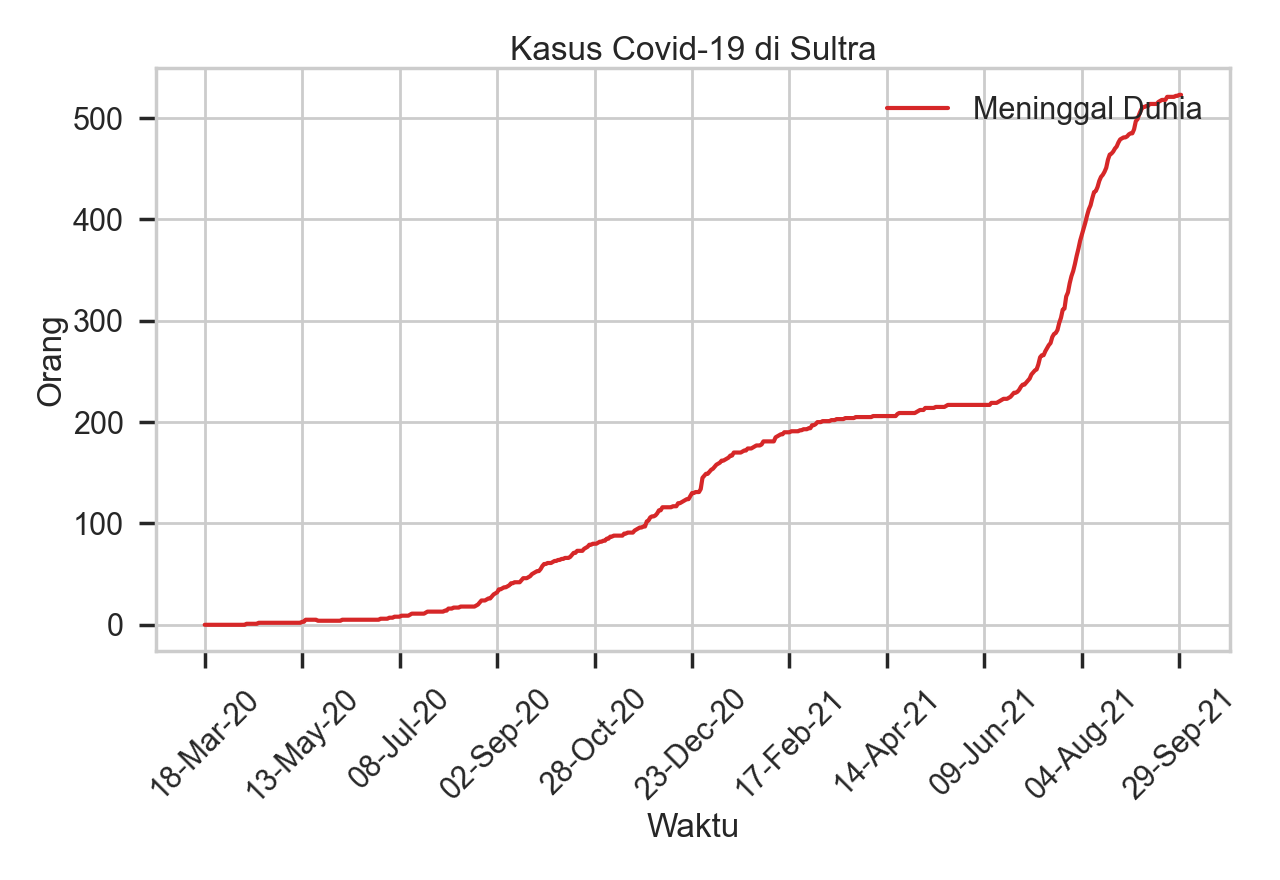 Kasus Covid-19 di Sultra
Meninggal Dunia
500
400
300
200
100
0
Orang
18-Mar-20
13-May-20
08-Jul-20
02-Sep-20
28-Oct-20
23-Dec-20
17-Feb-21
14-Apr-21
09-Jun-21
04-Aug-21
29-Sep-21
Waktu